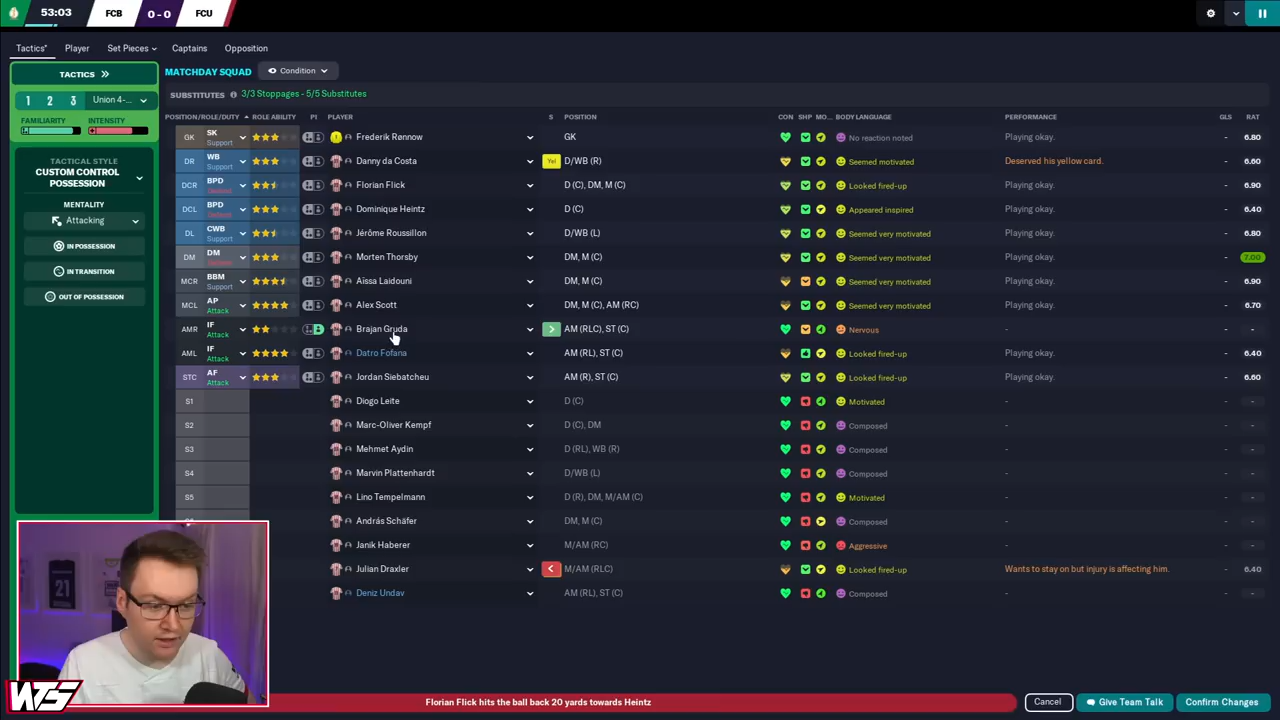 53:03 FCB 0 - 0 FCU
Tactics* Player Set Pieces Captains Opposition
TACTICS
1 2 3 Union 4-...
FAMILIARITY INTENSITY
TACTICAL STYLE
CUSTOM CONTROL
POSSESSION
MENTALITY
Attacking
IN POSSESSION
IN TRANSITION
OUT OF POSSESSION
MATCHDAY SQUAD Condition
SUBSTITUTES 3/3 Stoppages - 5/5 Substitutes
POSITION/ROLE/DUTY ROLE ABILITY PI PLAYER S POSITION CON SHP MO... BODY LANGUAGE PERFORMANCE GLS RAT
GK SK Support Frederik Rønnow GK No reaction noted Playing okay. - 6.80
DR WB Support Danny da Costa Yel D/WB (R) Seemed motivated Deserved his yellow card. - 6.60
DCR BPD Florian Flick D (C), DM, M (C) Looked fired-up Playing okay. - 6.90
DCL BPD Dominique Heintz D (C) Appeared inspired Playing okay. - 6.40
DL CWB Support Jérôme Roussillon D/WB (L) Seemed very motivated Playing okay. - 6.80
DM DM Morten Thorsby DM, M (C) Seemed very motivated Playing okay. - 7.00
MCR BBM Support Aïssa Laïdouni DM, M (C) Seemed very motivated Playing okay. - 6.90
MCL AP Attack Alex Scott DM, M (C), AM (RC) Seemed very motivated Playing okay. - 6.70
AMR IF Attack Brajan Gruda AM (RLC), ST (C) Nervous - - -
AML IF Attack Datro Fofana AM (RL), ST (C) Looked fired-up Playing okay. - 6.40
STC AF Attack Jordan Siebatcheu AM (R), ST (C) Looked fired-up Playing okay. - 6.60
S1 Diogo Leite D (C) Motivated - - -
S2 Marc-Oliver Kempf D (C), DM Composed - - -
S3 Mehmet Aydin D (RL), WB (R) Composed - - -
S4 Marvin Plattenhardt D/WB (L) Composed - - -
S5 Lino Tempelmann D (R), DM, M/AM (C) Motivated - - -
András Schäfer DM, M (C) Composed - - -
Janik Haberer M/AM (RC) Aggressive - - -
Julian Draxler M/AM (RLC) Looked fired-up Wants to stay on but injury is affecting him. - 6.40
Deniz Undav AM (RL), ST (C) Composed - - -
21
WTS
Florian Flick hits the ball back 20 yards towards Heintz
Cancel Give Team Talk Confirm Changes